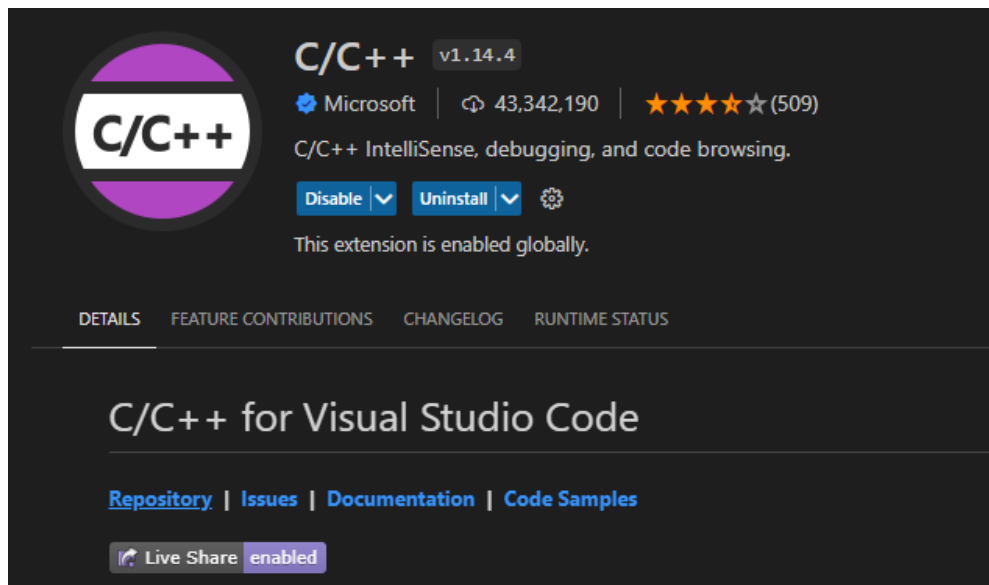 C/C++
C/C++ v1.14.4
Microsoft | 43,342,190 | (509)
C/C++ IntelliSense, debugging, and code browsing.
Disable Uninstall
This extension is enabled globally.
DETAILS FEATURE CONTRIBUTIONS CHANGELOG RUNTIME STATUS
C/C++ for Visual Studio Code
Repository | Issues | Documentation | Code Samples
Live Share enabled